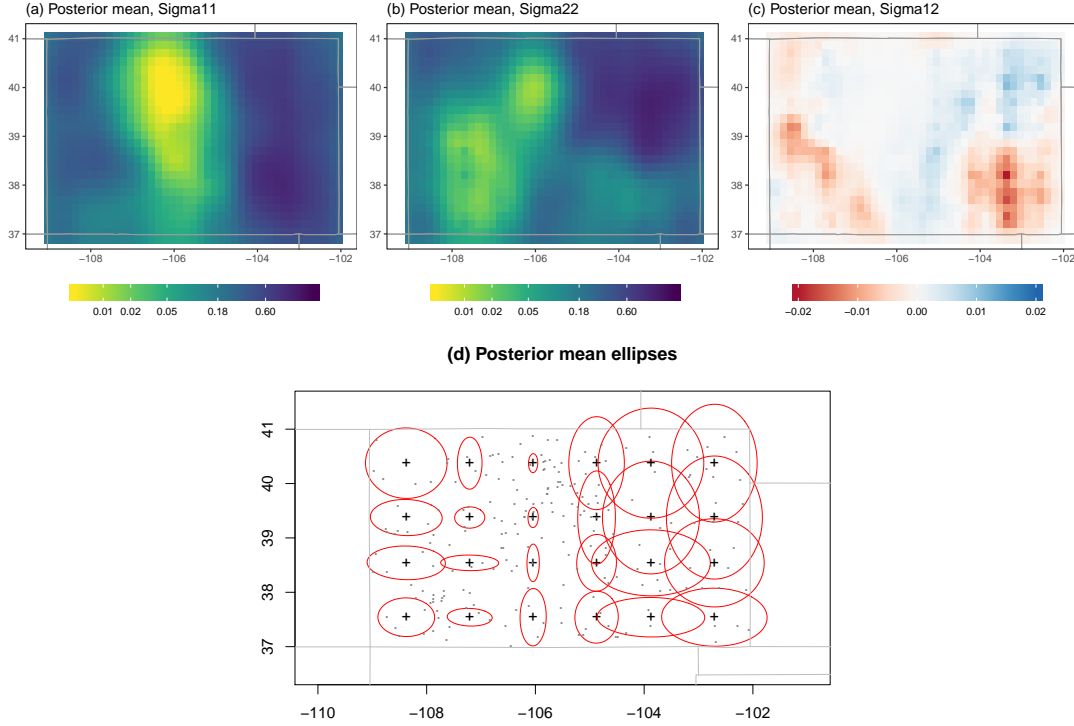 (a) Posterior mean, Sigma11
(b) Posterior mean, Sigma22
(c) Posterior mean, Sigma12
41
40
39
38
37
−108 −106 −104 −102
0.01 0.02 0.05 0.18 0.60
41
40
39
38
37
−108 −106 −104 −102
0.01 0.02 0.05 0.18 0.60
41
40
39
38
37
−108 −106 −104 −102
−0.02 −0.01 0.00 0.01 0.02
(d) Posterior mean ellipses
41
40
39
38
37
−110 −108 −106 −104 −102